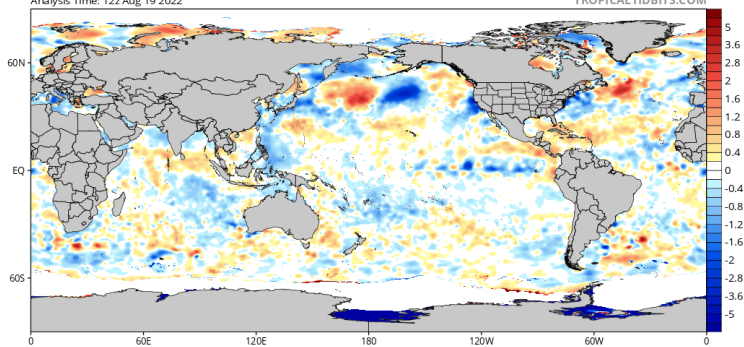 Analysis Time: 12z Aug 19 2022
TROPICALTIDBITS.COM
60N
EQ
60S
0
60E
120E
180
120W
60W
0
5
3.6
2.8
2
1.6
1.2
0.8
0.4
0
-0.4
-0.8
-1.2
-1.6
-2
-2.8
-3.6
-5